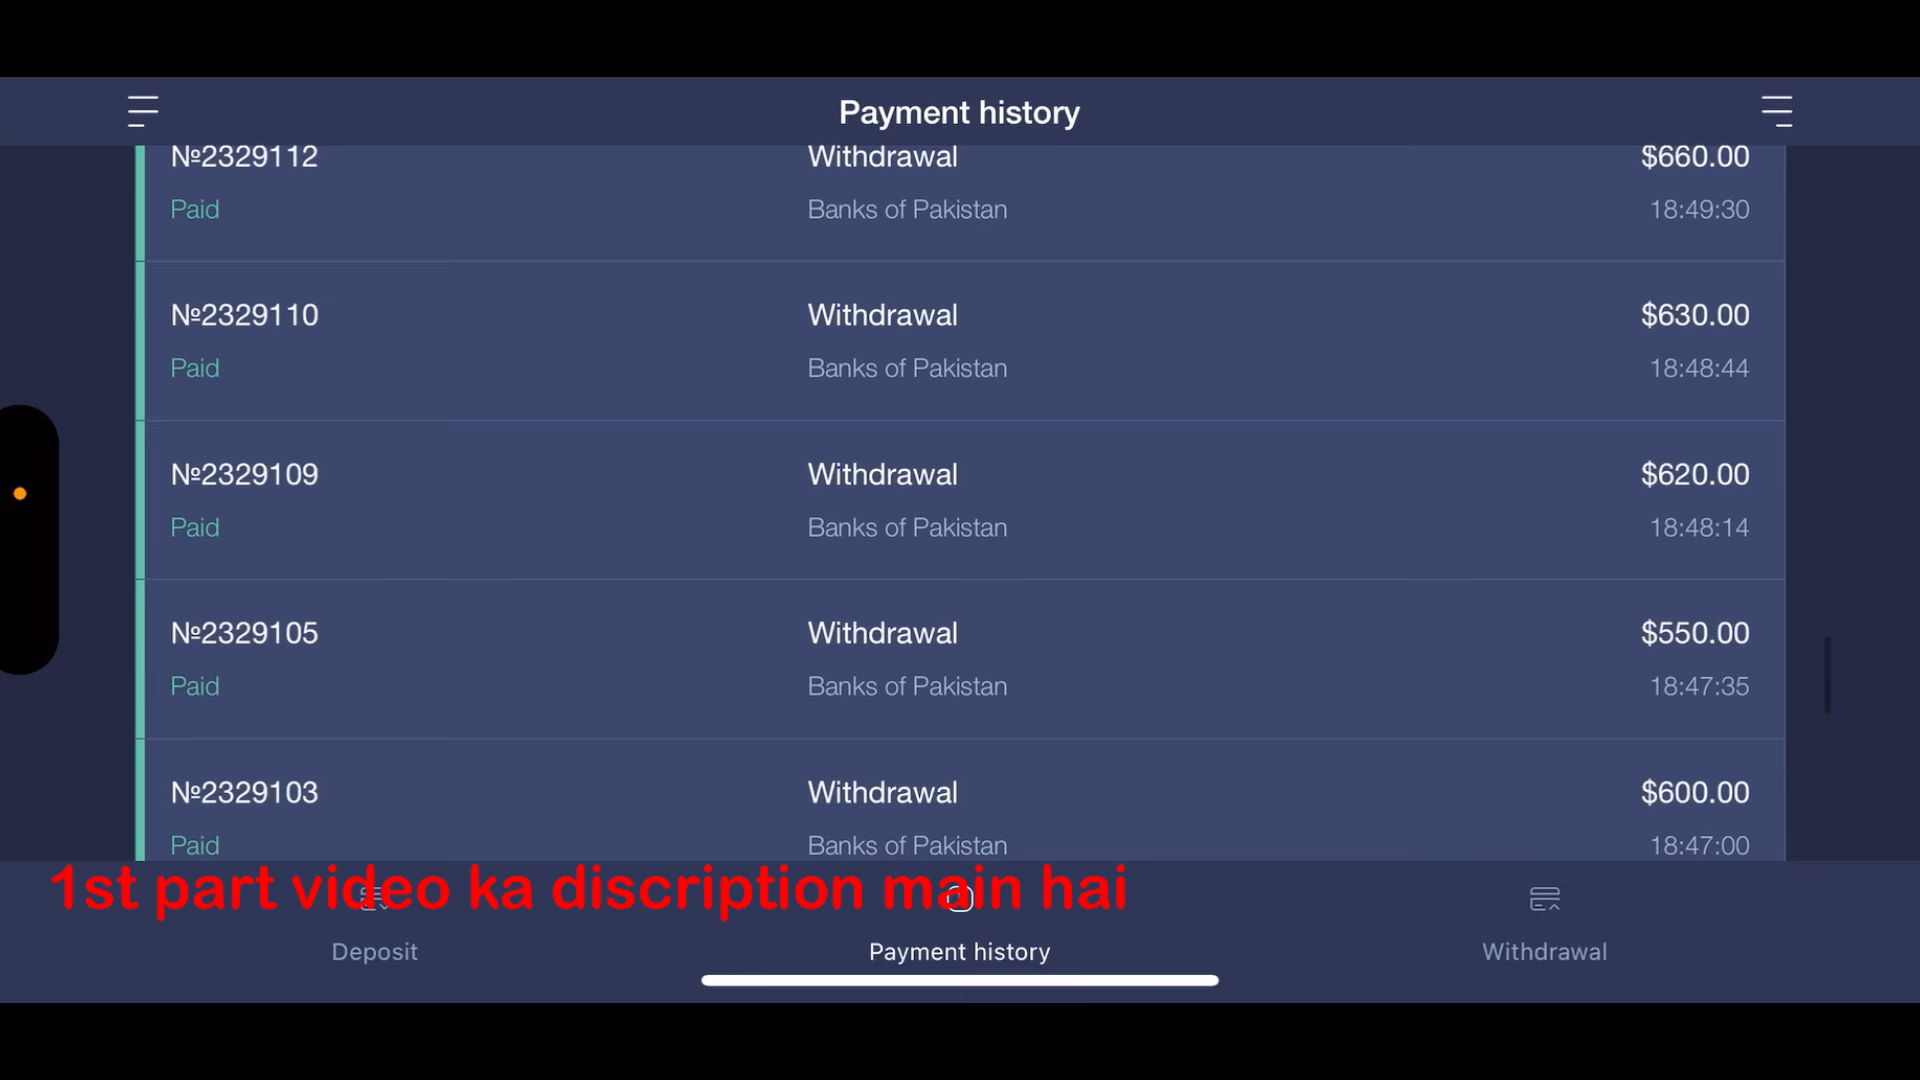 Payment history
№2329112 Withdrawal $660.00
Paid Banks of Pakistan 18:49:30
№2329110 Withdrawal $630.00
Paid Banks of Pakistan 18:48:44
№2329109 Withdrawal $620.00
Paid Banks of Pakistan 18:48:14
№2329105 Withdrawal $550.00
Paid Banks of Pakistan 18:47:35
№2329103 Withdrawal $600.00
Paid Banks of Pakistan 18:47:00
1st part video ka discription main hai
Deposit Payment history Withdrawal